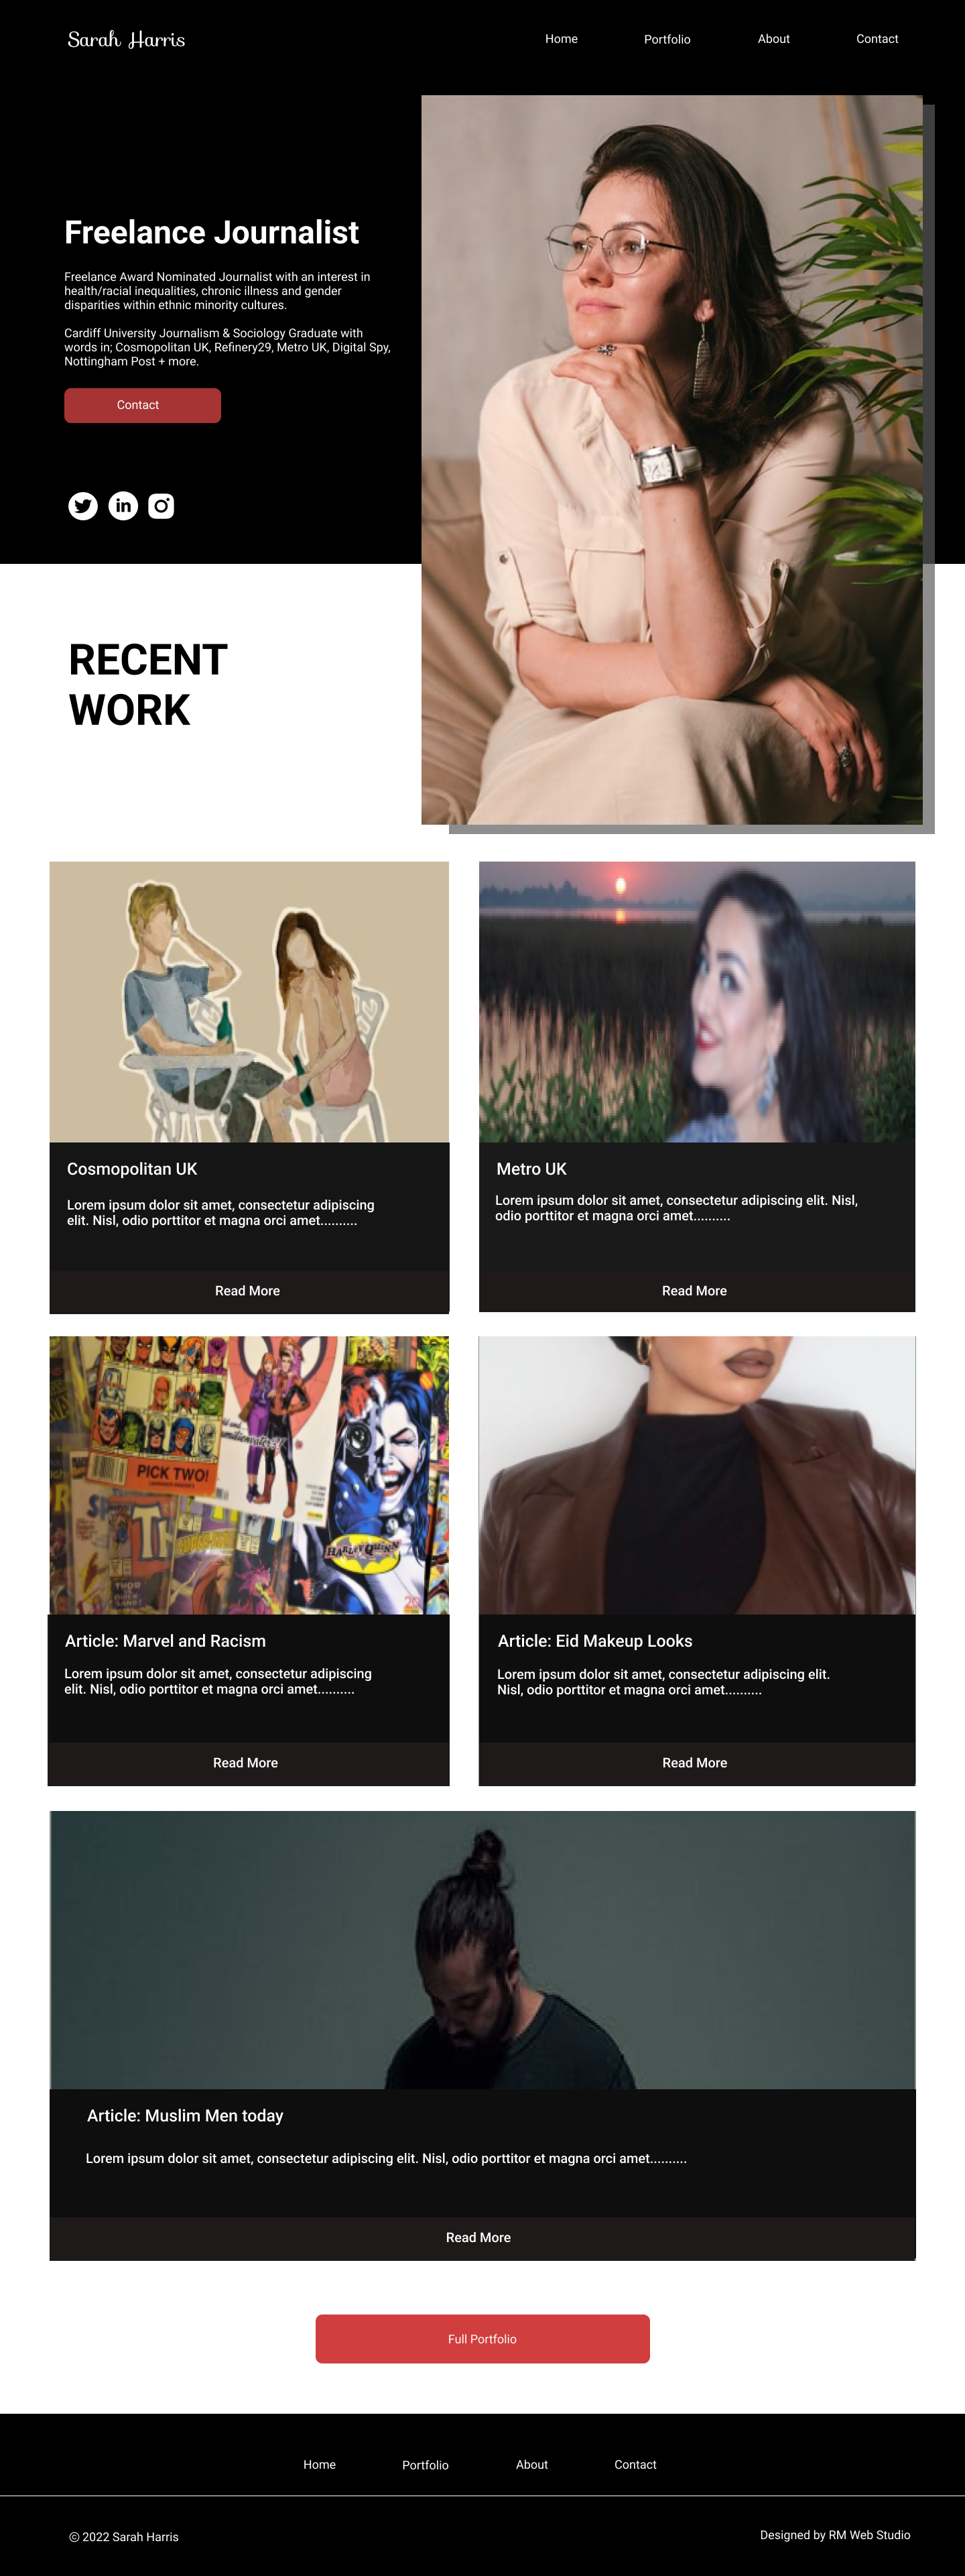 Sarah Harris
Home
Portfolio
About
Contact
Freelance Journalist
Freelance Award Nominated Journalist with an interest in
health/racial inequalities, chronic illness and gender
disparities within ethnic minority cultures.
Cardiff University Journalism & Sociology Graduate with
words in; Cosmopolitan UK, Refinery29, Metro UK, Digital Spy,
Nottingham Post + more.
Contact
in
RECENT
WORK
Cosmopolitan UK
Lorem ipsum dolor sit amet, consectetur adipiscing
elit. Nisl, odio porttitor et magna orci amet..........
Read More
Metro UK
Lorem ipsum dolor sit amet, consectetur adipiscing elit. Nisl,
odio porttitor et magna orci amet..........
Read More
PICK TWO!
HARLEY QUINN
THOR
Article: Marvel and Racism
Lorem ipsum dolor sit amet, consectetur adipiscing
elit. Nisl, odio porttitor et magna orci amet..........
Read More
Article: Eid Makeup Looks
Lorem ipsum dolor sit amet, consectetur adipiscing elit.
Nisl, odio porttitor et magna orci amet..........
Read More
Article: Muslim Men today
Lorem ipsum dolor sit amet, consectetur adipiscing elit. Nisl, odio porttitor et magna orci amet..........
Read More
Full Portfolio
Home
Portfolio
About
Contact
© 2022 Sarah Harris
Designed by RM Web Studio